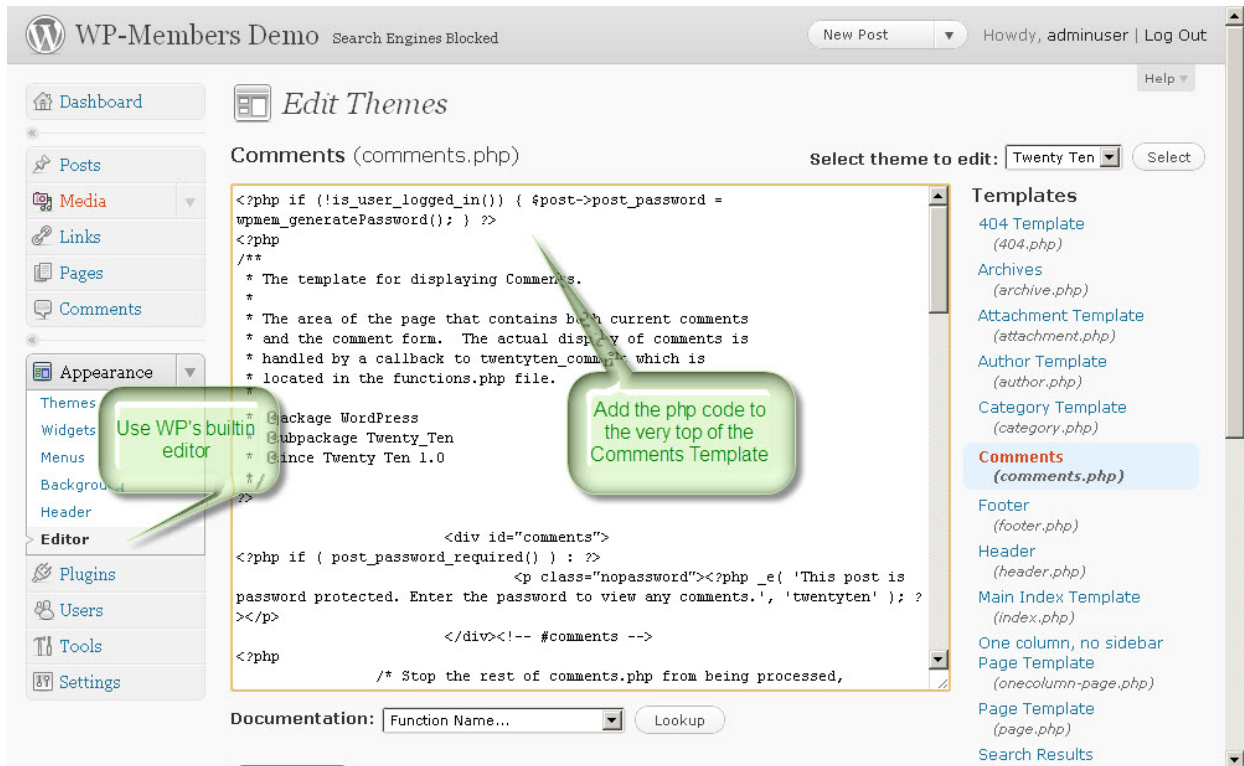 WP-Members Demo Search Engines Blocked
New Post
Howdy, adminuser | Log Out
Help
Dashboard
Posts
Media
Links
Pages
Comments
Appearance
Themes
Widgets
Menus
Background
Header
Editor
Plugins
Users
Tools
Settings
Use WP's builtin
editor
Edit Themes
Comments (comments.php)
Select theme to edit: Twenty Ten Select
<?php if (!is_user_logged_in()) { $post->post_password =
wpmem_generatePassword(); } ?>
<?php
/**
* The template for displaying Comments.
*
* The area of the page that contains both current comments
* and the comment form. The actual display of comments is
* handled by a callback to twentyten_comment which is
* located in the functions.php file.
*
* @package WordPress
* @subpackage Twenty_Ten
* @since Twenty Ten 1.0
*/
?>
<div id="comments">
<?php if ( post_password_required() ) : ?>
<p class="nopassword"><?php _e( 'This post is
password protected. Enter the password to view any comments.', 'twentyten' ); ?
></p>
</div><!-- #comments -->
<?php
/* Stop the rest of comments.php from being processed,
Add the php code to
the very top of the
Comments Template
Documentation: Function Name... Lookup
Templates
404 Template
(404.php)
Archives
(archive.php)
Attachment Template
(attachment.php)
Author Template
(author.php)
Category Template
(category.php)
Comments
(comments.php)
Footer
(footer.php)
Header
(header.php)
Main Index Template
(index.php)
One column, no sidebar
Page Template
(onecolumn-page.php)
Page Template
(page.php)
Search Results